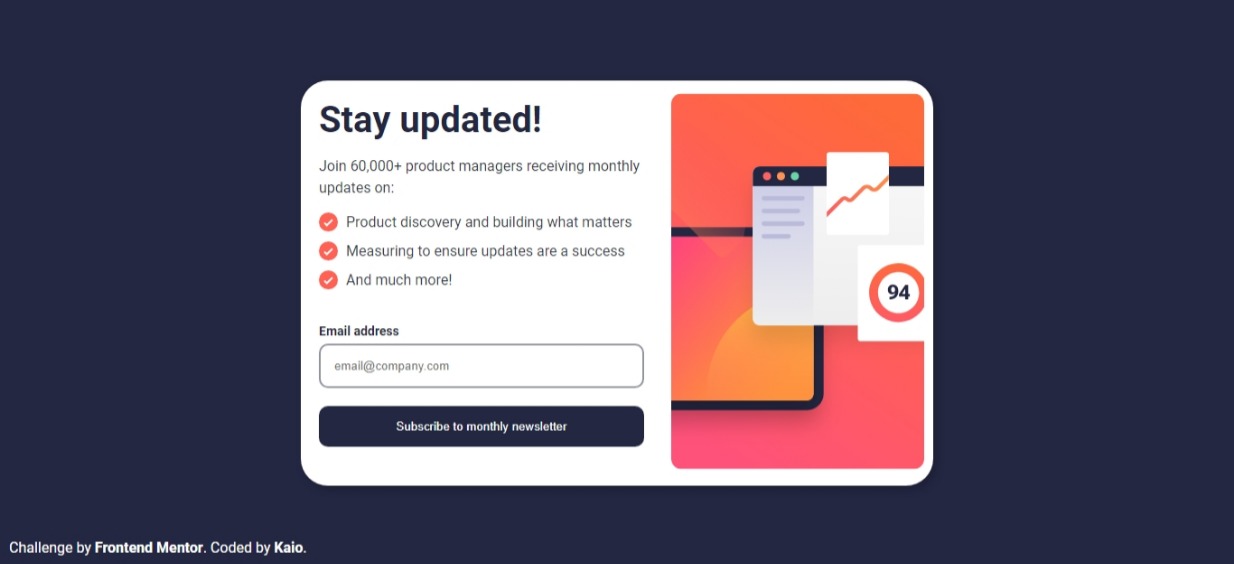 Stay updated!
Join 60,000+ product managers receiving monthly
updates on:
Product discovery and building what matters
Measuring to ensure updates are a success
And much more!
Email address
email@company.com
Subscribe to monthly newsletter
94
Challenge by Frontend Mentor. Coded by Kaio.